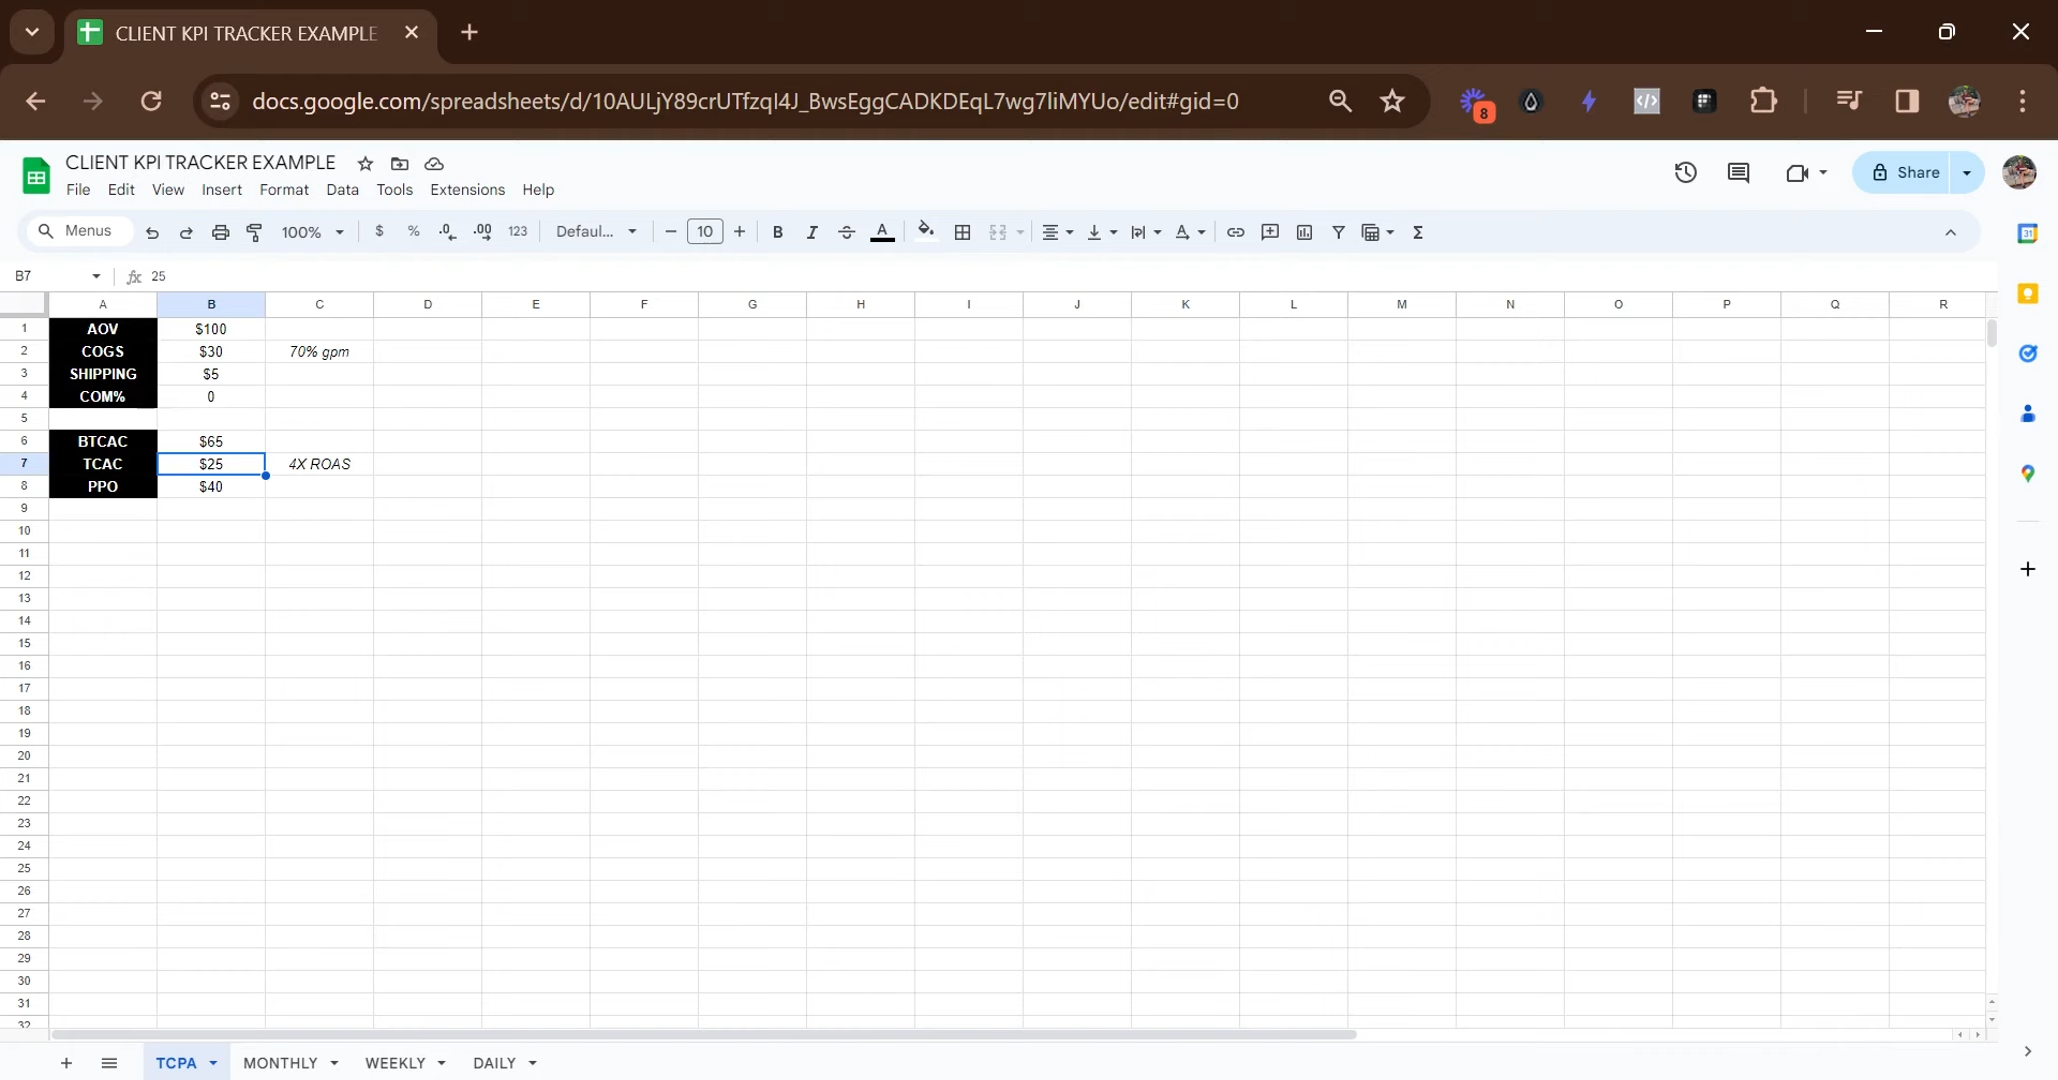 CLIENT KPI TRACKER EXAMPLE
docs.google.com/spreadsheets/d/10AULjY89crUTfzqI4J_BwsEggCADKDEqL7wg7liMYUo/edit#gid=0
8
CLIENT KPI TRACKER EXAMPLE
File Edit View Insert Format Data Tools Extensions Help
Share
Menus 100% $ % .0 .00 123 Defaul... 10 B I A Σ
31
B7 fx 25
A B C D E F G H I J K L M N O P Q R
1 AOV $100
2 COGS $30 70% gpm
3 SHIPPING $5
4 COM% 0
5
6 BTCAC $65
7 TCAC $25 4X ROAS
8 PPO $40
9
10
11
12
13
14
15
16
17
18
19
20
21
22
23
24
25
26
27
28
29
30
31
32
TCPA MONTHLY WEEKLY DAILY